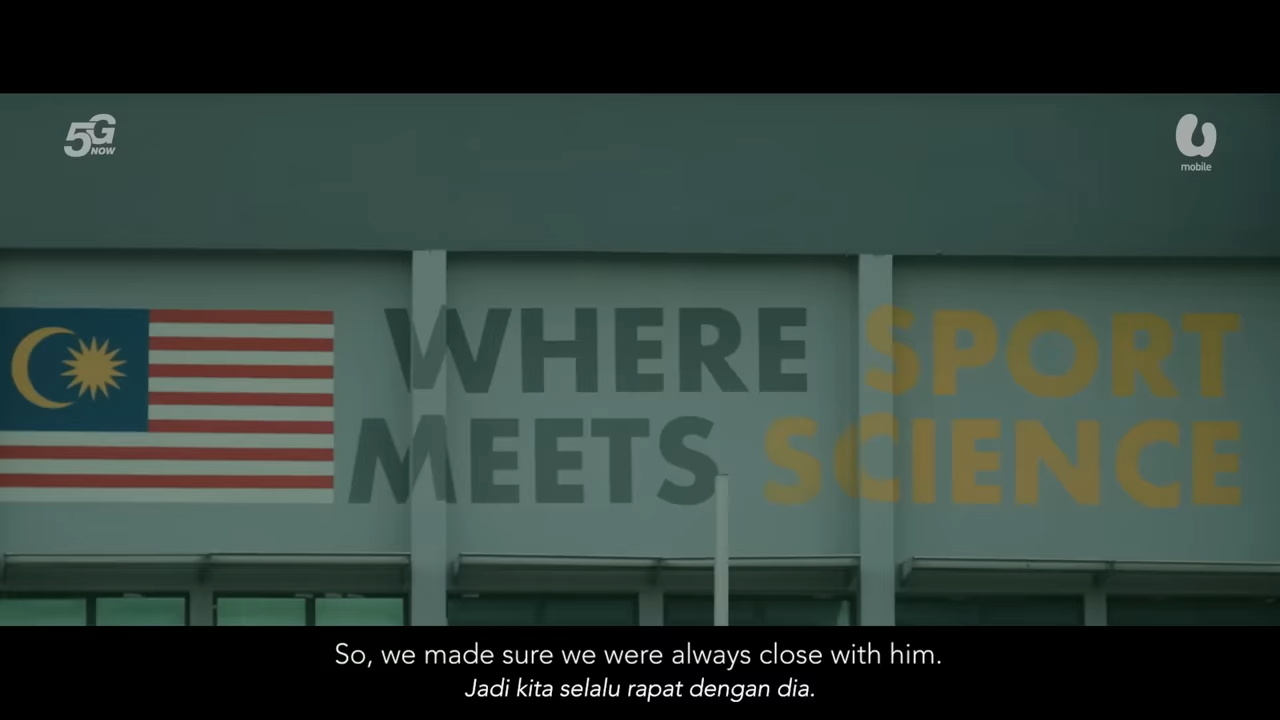 5G
NOW
mobile
WHERE SPORT
MEETS SCIENCE
So, we made sure we were always close with him.
Jadi kita selalu rapat dengan dia.